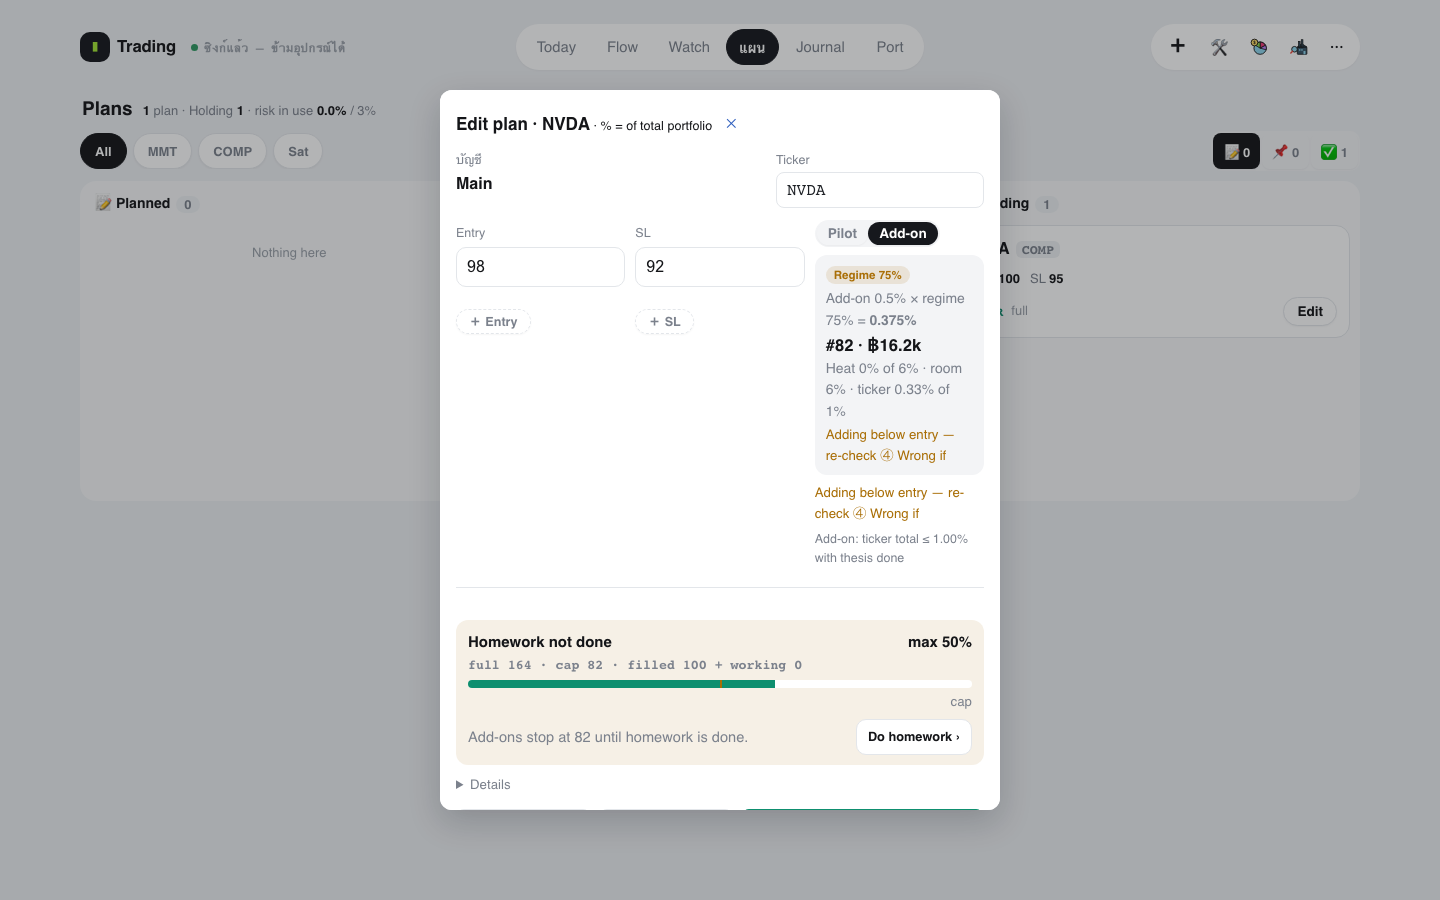 Trading
ซิงก์แล้ว — ข้ามอุปกรณ์ได้
Today Flow Watch แผน Journal Port
Plans 1 plan · Holding 1 · risk in use 0.0% / 3%
All MMT COMP Sat
0 0 1
Planned 0
Nothing here
ding 1
A COMP
100 SL 95
full
Edit
Edit plan · NVDA · % = of total portfolio ×
บัญชี
Main
Ticker
NVDA
Entry
98
SL
92
+ Entry
+ SL
Pilot Add-on
Regime 75%
Add-on 0.5% × regime
75% = 0.375%
#82 · ฿16.2k
Heat 0% of 6% · room
6% · ticker 0.33% of
1%
Adding below entry —
re-check ④ Wrong if
Adding below entry — re-
check ④ Wrong if
Add-on: ticker total ≤ 1.00%
with thesis done
Homework not done max 50%
full 164 · cap 82 · filled 100 + working 0
cap
Add-ons stop at 82 until homework is done.
Do homework ›
▶ Details